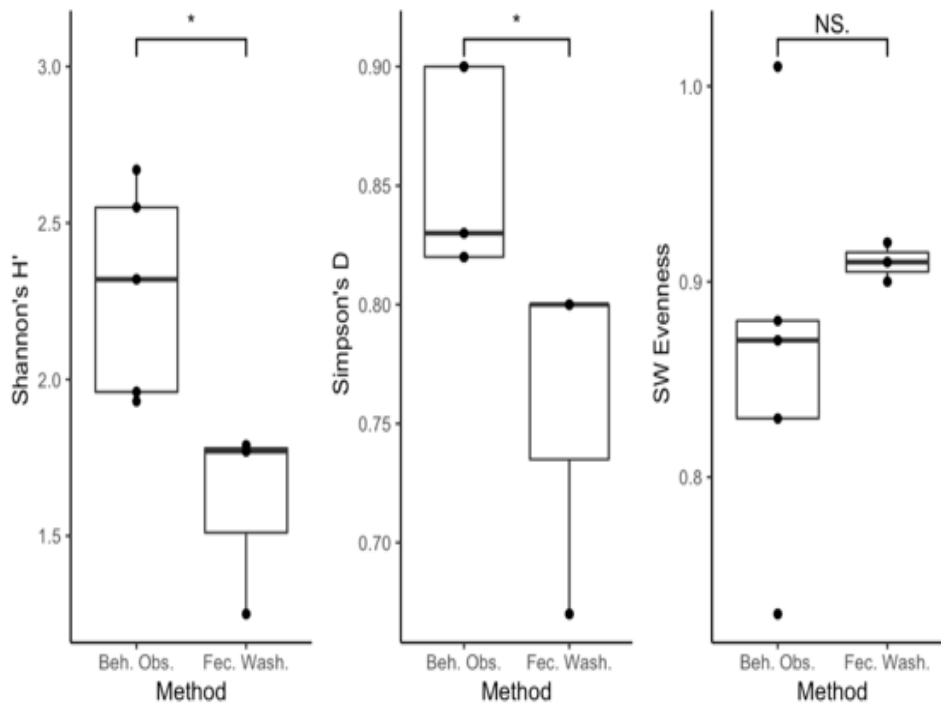 *
Shannon's H'
3.0
2.5
2.0
1.5
Beh. Obs. Fec. Wash.
Method
*
Simpson's D
0.90
0.85
0.80
0.75
0.70
Beh. Obs. Fec. Wash.
Method
NS.
SW Evenness
1.0
0.9
0.8
Beh. Obs. Fec. Wash.
Method